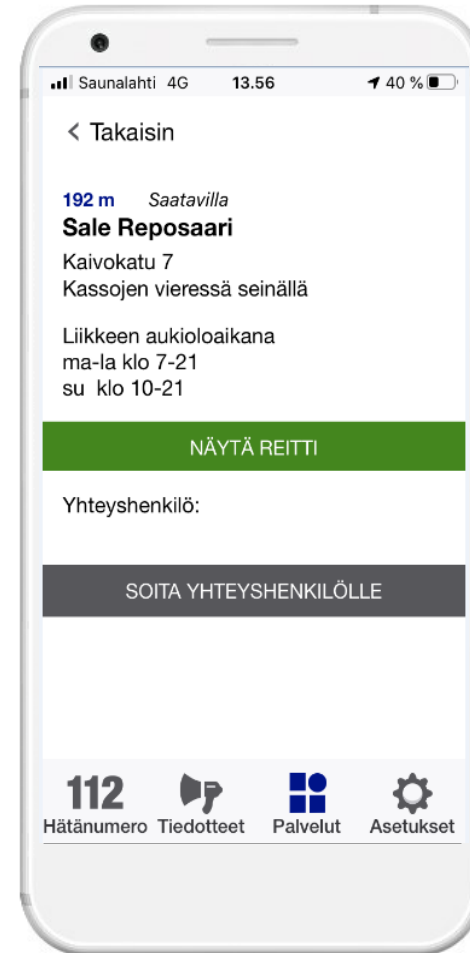 Saunalahti 4G 13.56 40 %
< Takaisin
192 m Saatavilla
Sale Reposaari
Kaivokatu 7
Kassojen vieressä seinällä
Liikkeen aukioloaikana
ma-la klo 7-21
su klo 10-21
NÄYTÄ REITTI
Yhteyshenkilö:
SOITA YHTEYSHENKILÖLLE
112
Hätänumero Tiedotteet Palvelut Asetukset